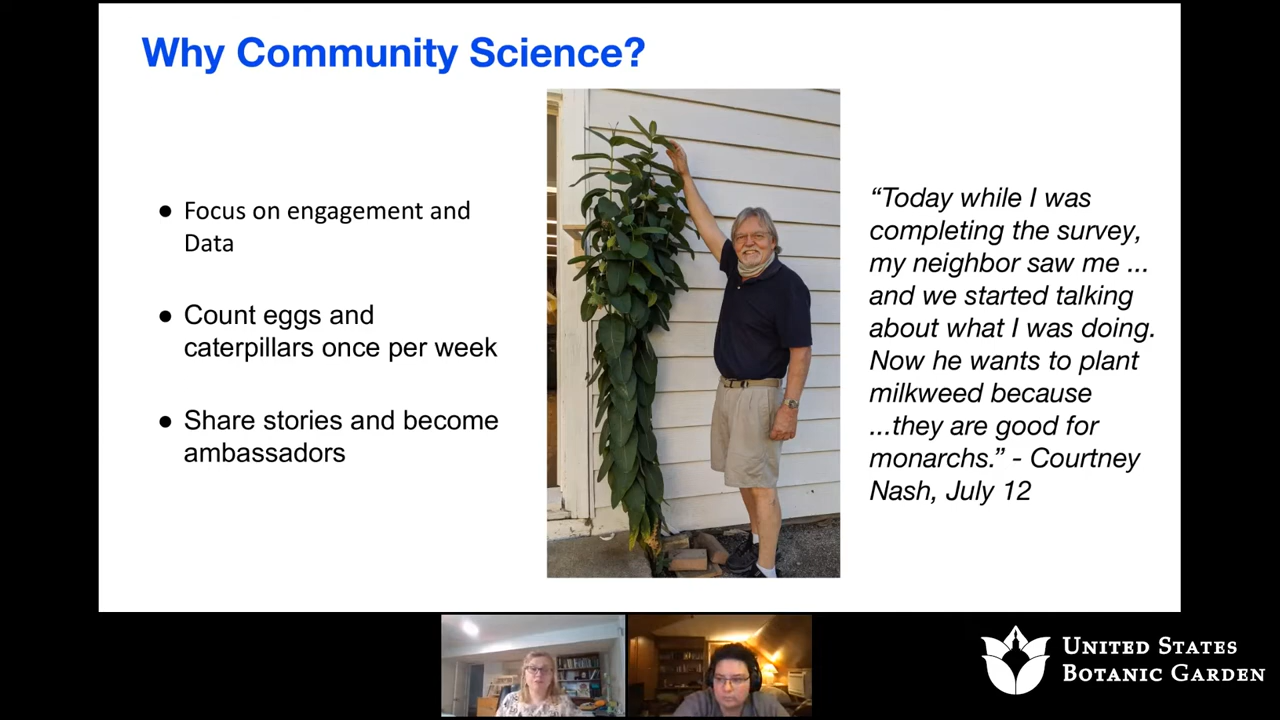 Why Community Science?
● Focus on engagement and
Data
● Count eggs and
caterpillars once per week
● Share stories and become
ambassadors
“Today while I was
completing the survey,
my neighbor saw me ...
and we started talking
about what I was doing.
Now he wants to plant
milkweed because
...they are good for
monarchs.” - Courtney
Nash, July 12
UNITED STATES
BOTANIC GARDEN